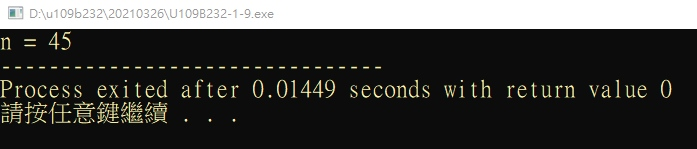 D:\u109b232\20210326\U109B232-1-9.exe
n = 45
--------------------------------
Process exited after 0.01449 seconds with return value 0
請按任意鍵繼續 . . .